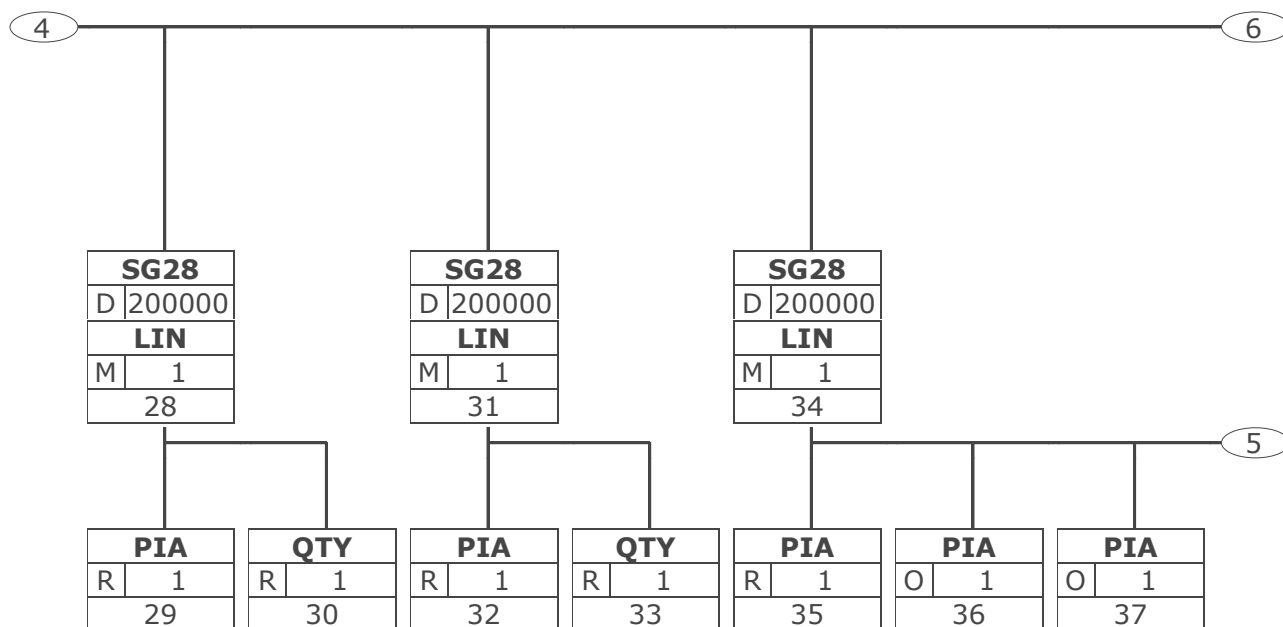 4 6
SG28 SG28 SG28
D 200000 D 200000 D 200000
LIN LIN LIN
M 1 M 1 M 1
28 31 34
5
PIA QTY PIA QTY PIA PIA PIA
R 1 R 1 R 1 R 1 R 1 O 1 O 1
29 30 32 33 35 36 37